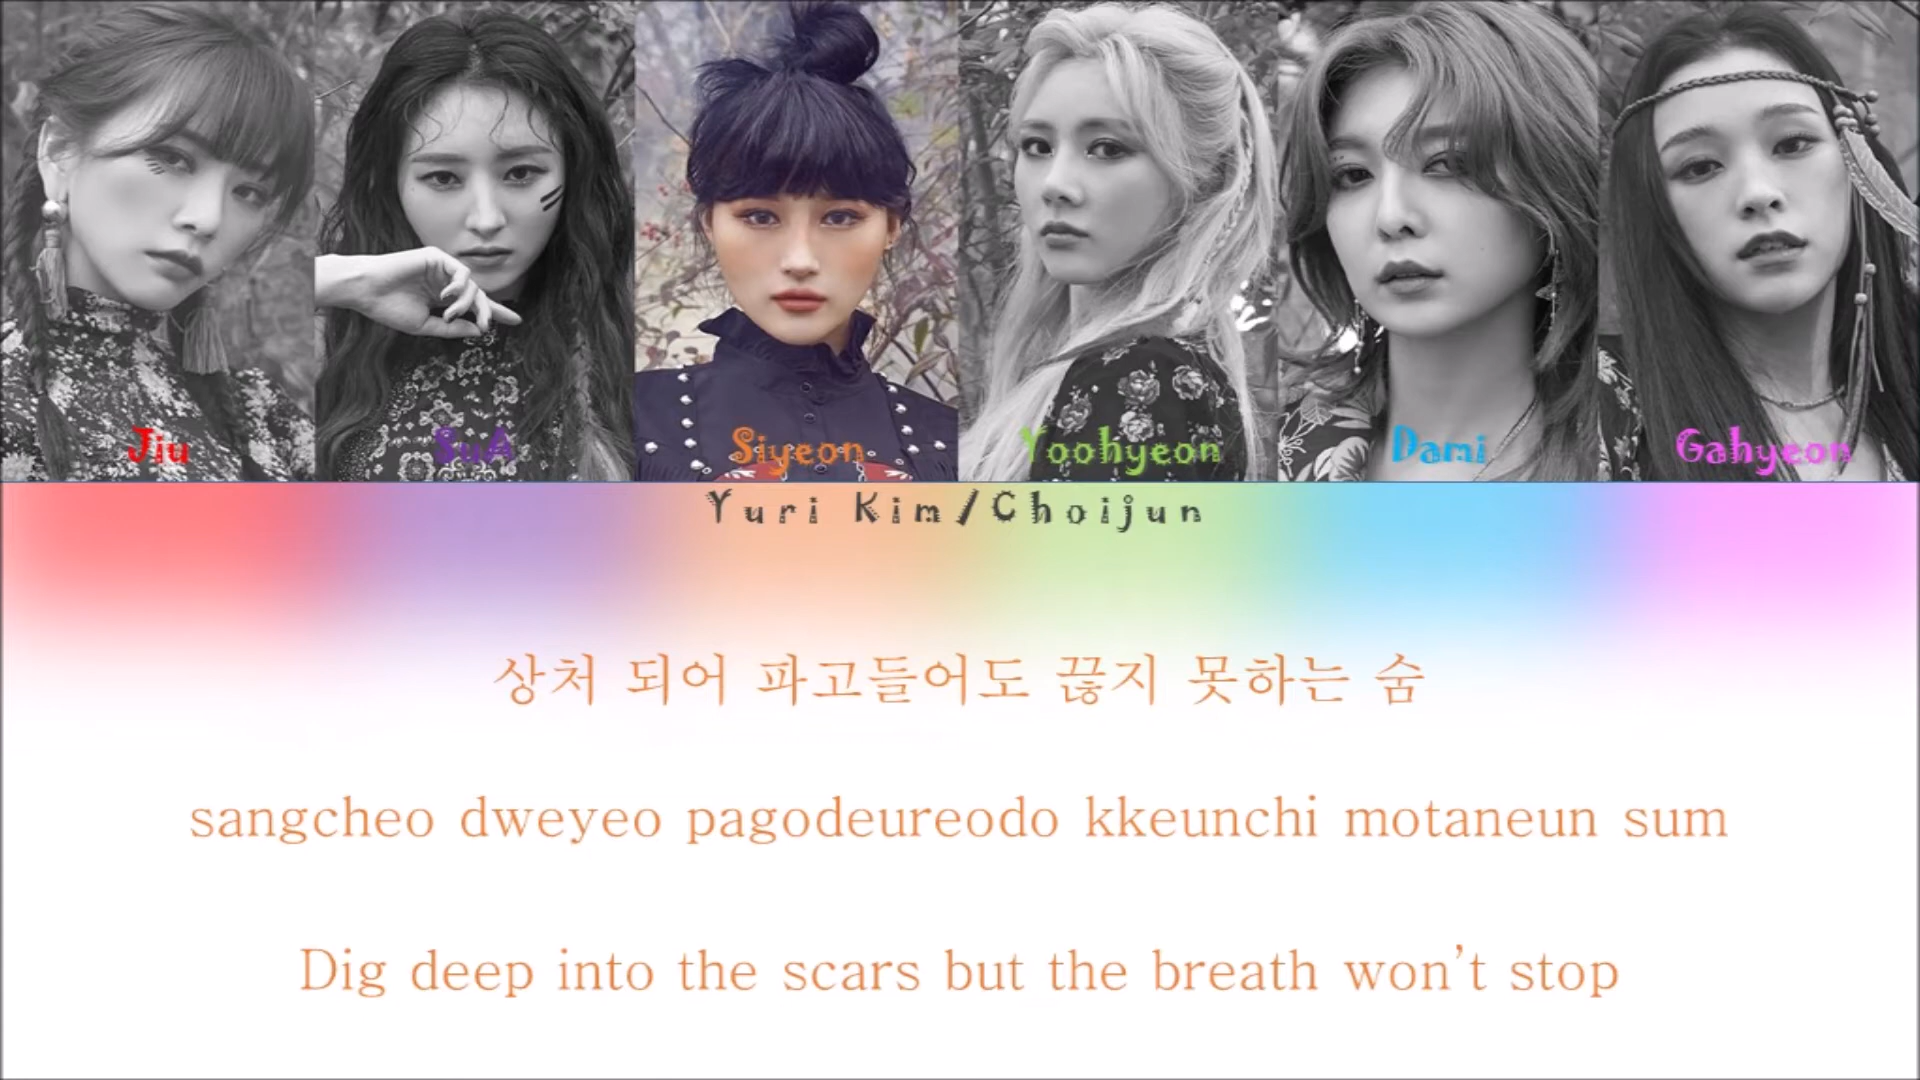 Jiu SuA Siyeon Yoohyeon Dami Gahyeon
Yuri Kim/Choijun
상처 되어 파고들어도 끊지 못하는 숨
sangcheo dweyeo pagodeureodo kkeunchi motaneun sum
Dig deep into the scars but the breath won't stop